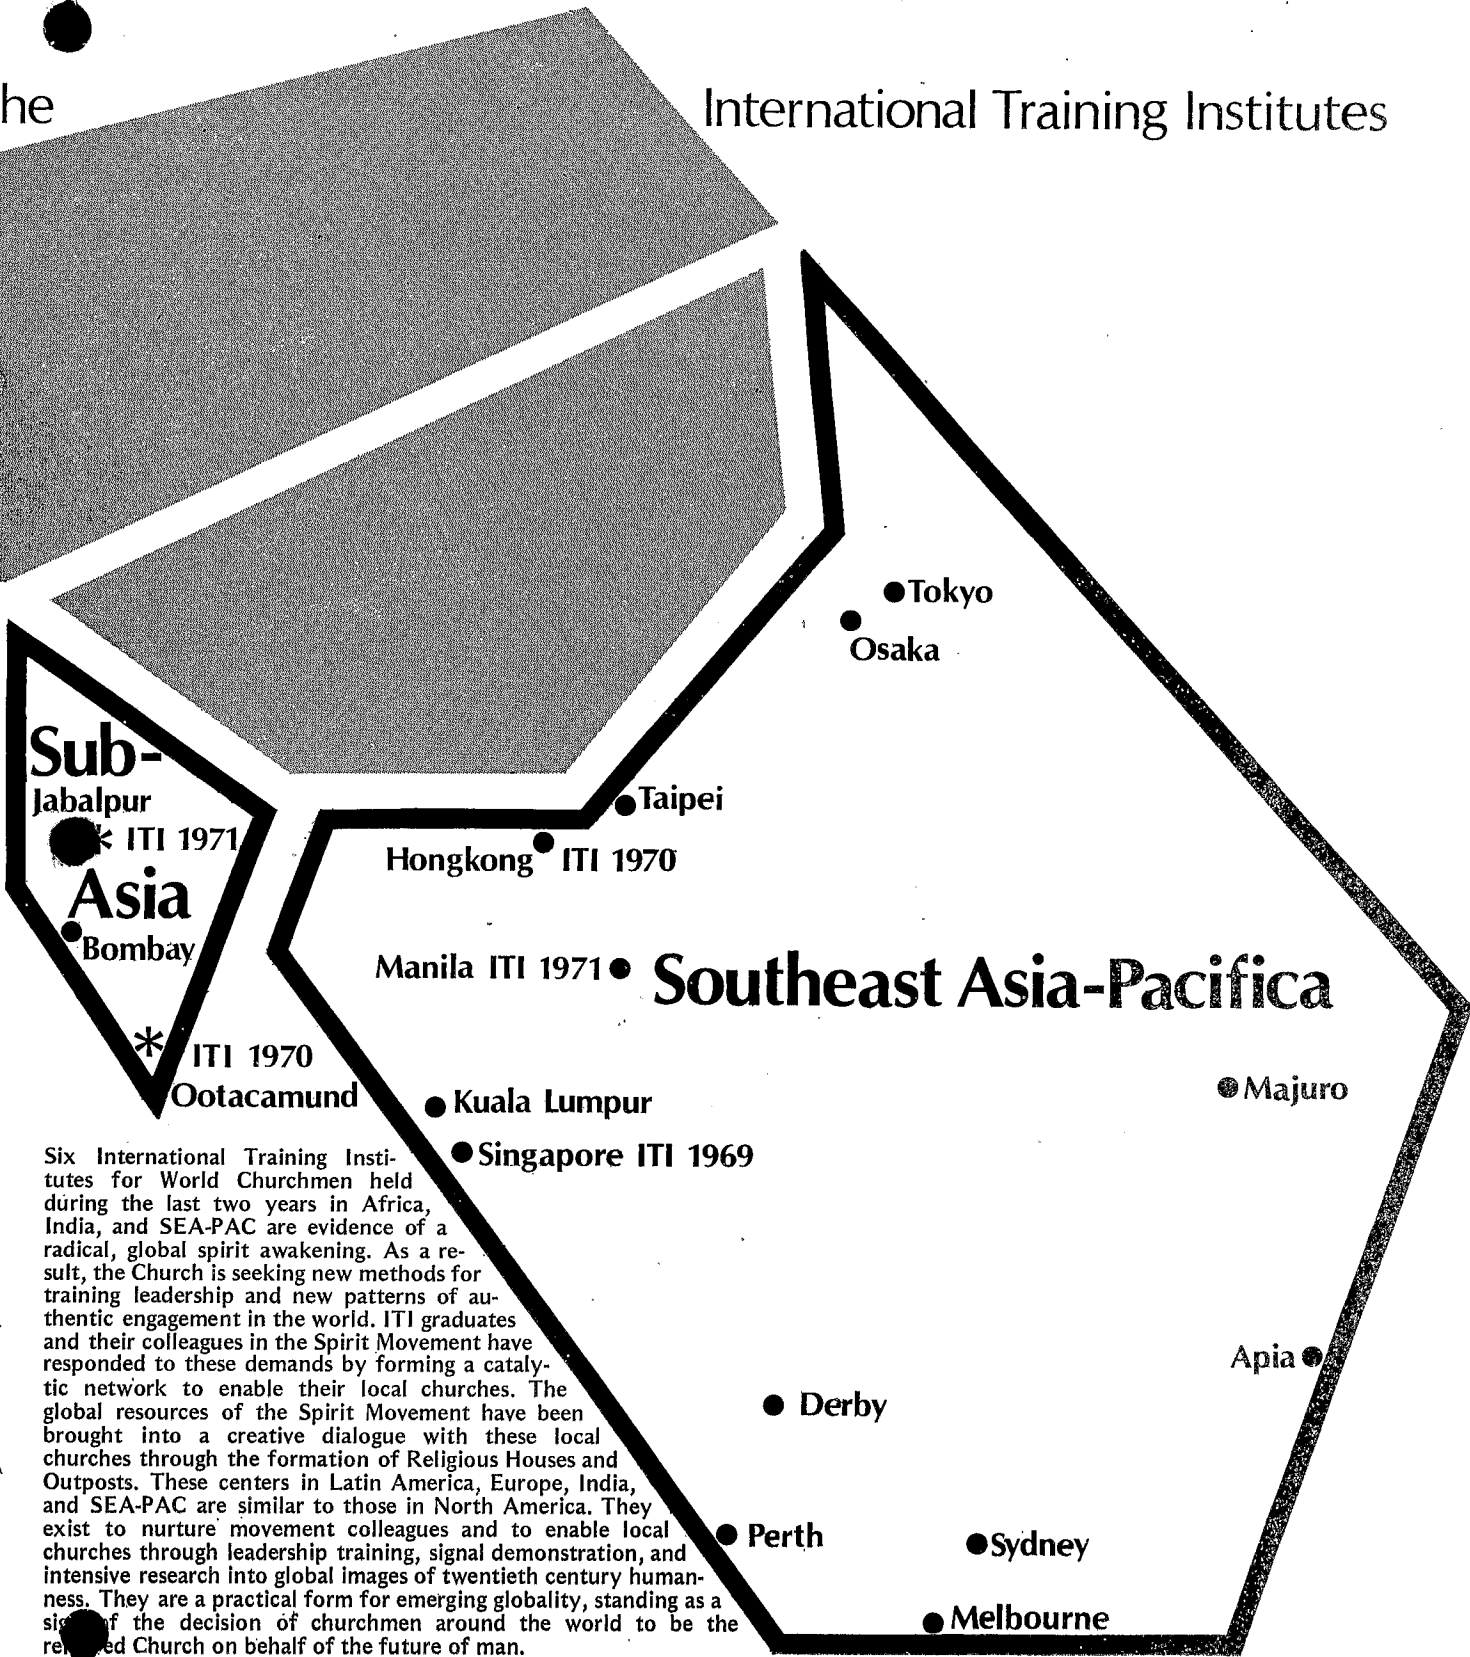 he
International Training Institutes
Tokyo
Osaka
Sub-
Jabalpur
* ITI 1971
Asia
Bombay
*
ITI 1970
Ootacamund
Taipei
Hongkong ITI 1970
Manila ITI 1971
Southeast Asia-Pacifica
Majuro
Kuala Lumpur
Singapore ITI 1969
Apia
Derby
Perth
Sydney
Melbourne
Six International Training Insti-
tutes for World Churchmen held
during the last two years in Africa,
India, and SEA-PAC are evidence of a
radical, global spirit awakening. As a re-
sult, the Church is seeking new methods for
training leadership and new patterns of au-
thentic engagement in the world. ITI graduates
and their colleagues in the Spirit Movement have
responded to these demands by forming a cataly-
tic network to enable their local churches. The
global resources of the Spirit Movement have been
brought into a creative dialogue with these local
churches through the formation of Religious Houses and
Outposts. These centers in Latin America, Europe, India,
and SEA-PAC are similar to those in North America. They
exist to nurture movement colleagues and to enable local
churches through leadership training, signal demonstration, and
intensive research into global images of twentieth century human-
ness. They are a practical form for emerging globality, standing as a
of the decision of churchmen around the world to be the
Church on behalf of the future of man.